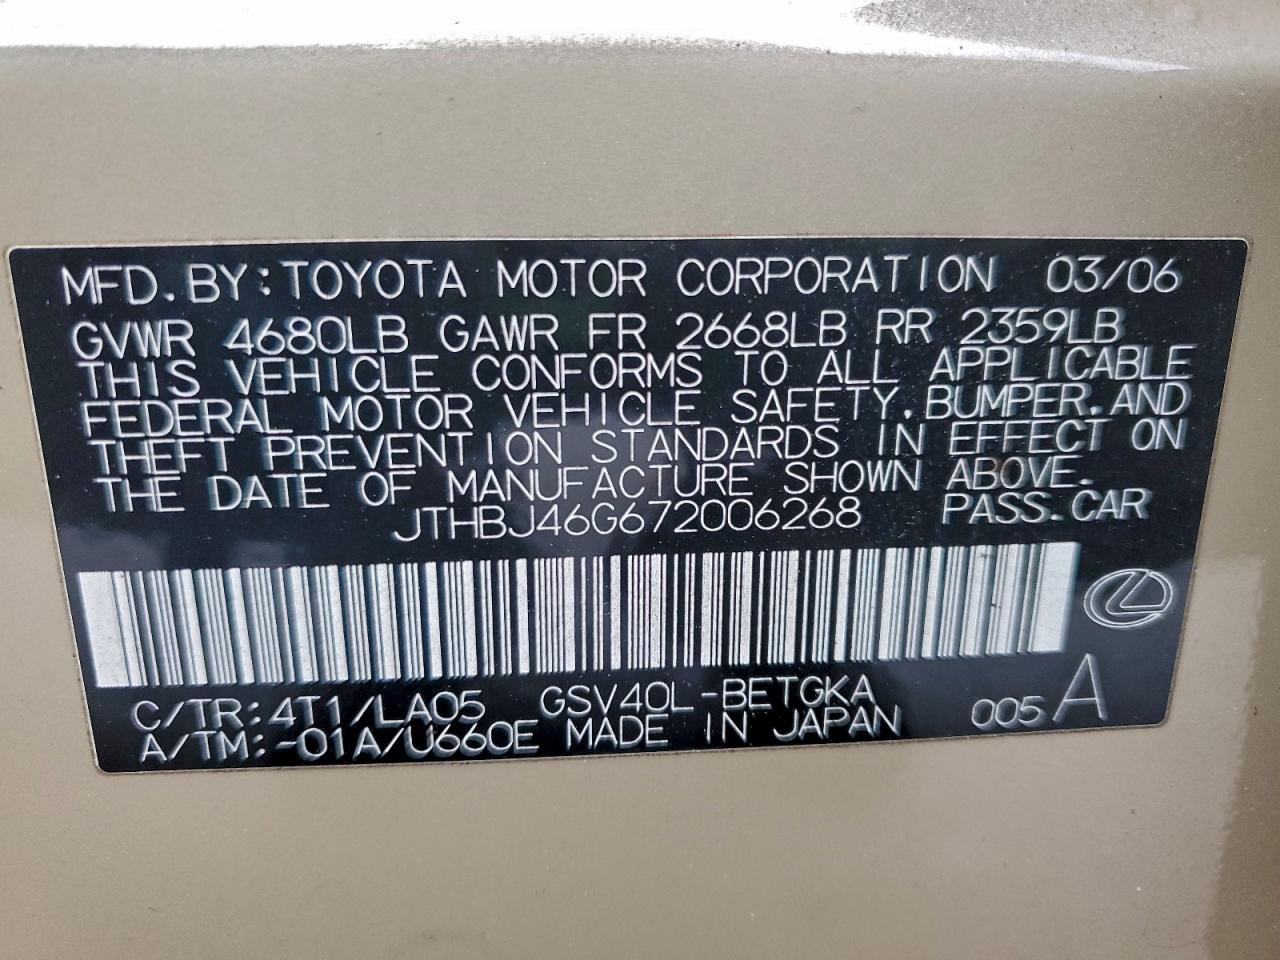 MFD. BY: TOYOTA MOTOR CORPORATION 03/06
GVWR 4680LB GAWR FR 2668LB RR 2359LB
THIS VEHICLE CONFORMS TO ALL APPLICABLE
FEDERAL MOTOR VEHICLE SAFETY, BUMPER, AND
THEFT PREVENTION STANDARDS IN EFFECT ON
THE DATE OF MANUFACTURE SHOWN ABOVE.
JTHBJ46G672006268 PASS. CAR
C/TR: 4T1/LA05 GSV40L-BETGKA
A/TM: -01A/U660E MADE IN JAPAN 005 A